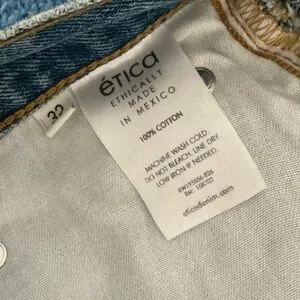 ética
ETHICALLY
MADE
IN MEXICO
32
100% COTTON
MACHINE WASH COLD.
DO NOT BLEACH. LINE DRY
LOW IRON IF NEEDED.
eticadenim.com